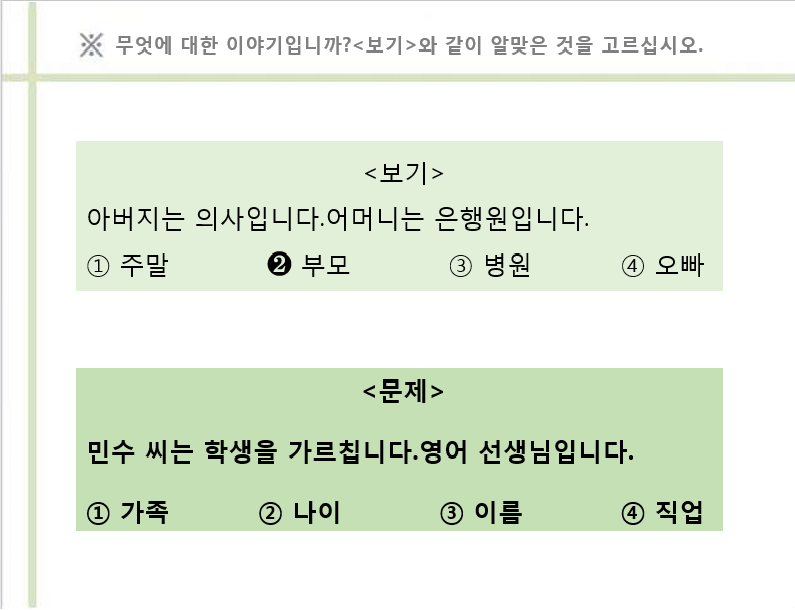 ※ 무엇에 대한 이야기입니까?<보기>와 같이 알맞은 것을 고르십시오.
<보기>
아버지는 의사입니다.어머니는 은행원입니다.
① 주말 ❷ 부모 ③ 병원 ④ 오빠
<문제>
민수 씨는 학생을 가르칩니다.영어 선생님입니다.
① 가족 ② 나이 ③ 이름 ④ 직업